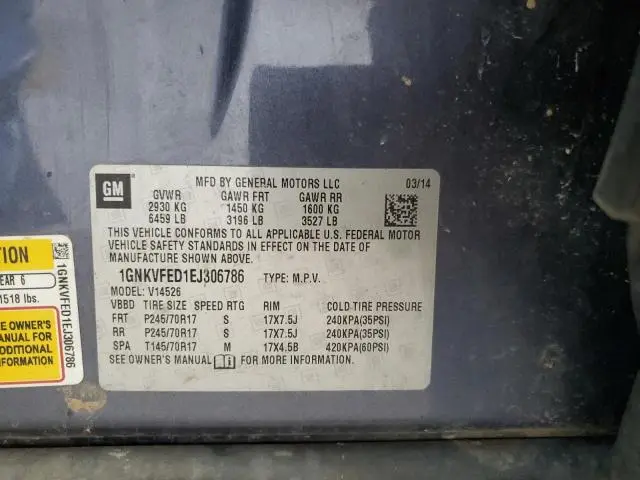 GM
MFD BY GENERAL MOTORS LLC 03/14
GVWR GAWR FRT GAWR RR
2930 KG 1450 KG 1600 KG
6459 LB 3196 LB 3527 LB
THIS VEHICLE CONFORMS TO ALL APPLICABLE U.S. FEDERAL MOTOR
VEHICLE SAFETY STANDARDS IN EFFECT ON THE DATE OF
MANUFACTURE SHOWN ABOVE.
1GNKVFED1EJ306786 TYPE: M.P.V.
MODEL: V14526
VBBD TIRE SIZE SPEED RTG RIM COLD TIRE PRESSURE
FRT P245/70R17 S 17X7.5J 240KPA(35PSI)
RR P245/70R17 S 17X7.5J 240KPA(35PSI)
SPA T145/70R17 M 17X4.5B 420KPA(60PSI)
SEE OWNER'S MANUAL FOR MORE INFORMATION.
TION
EAR 6
1518 lbs.
EE OWNER'S
ANUAL FOR
DDITIONAL
FORMATION
1GNKVFED1EJ306786